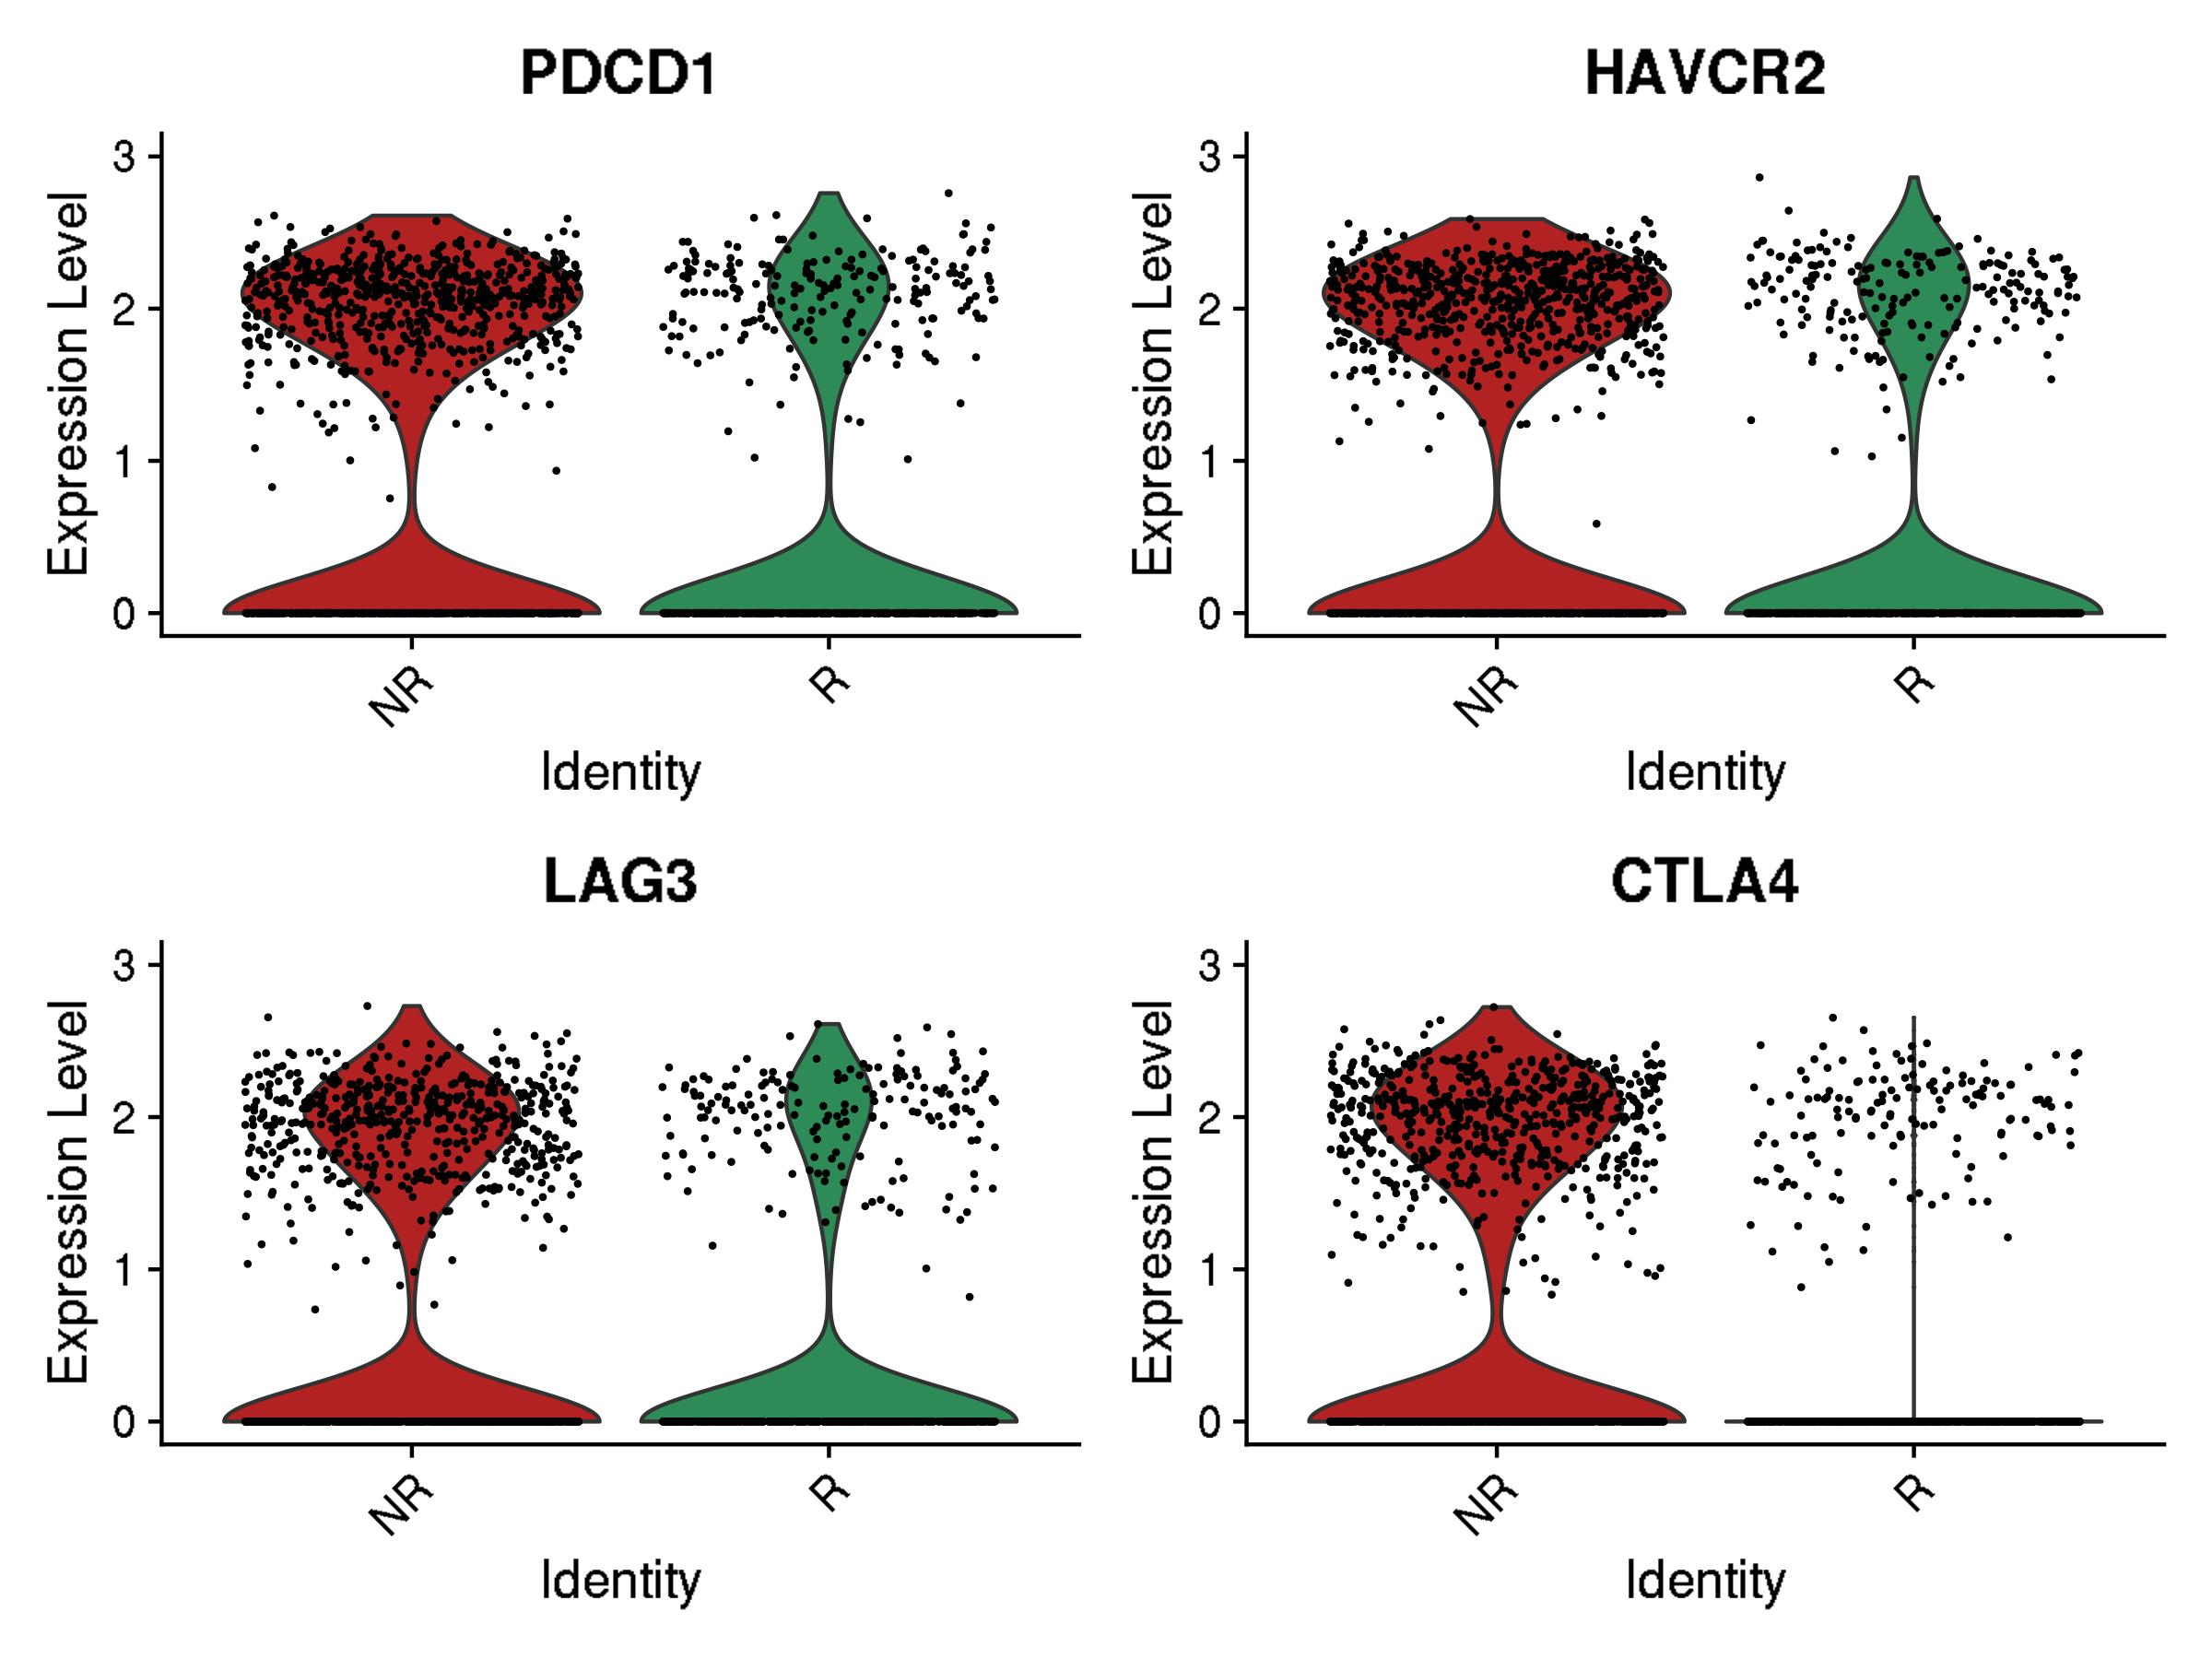 PDCD1
HAVCR2
Expression Level
3
2
1
0
NR
R
Identity
Expression Level
3
2
1
0
NR
R
Identity
LAG3
CTLA4
Expression Level
3
2
1
0
NR
R
Identity
Expression Level
3
2
1
0
NR
R
Identity